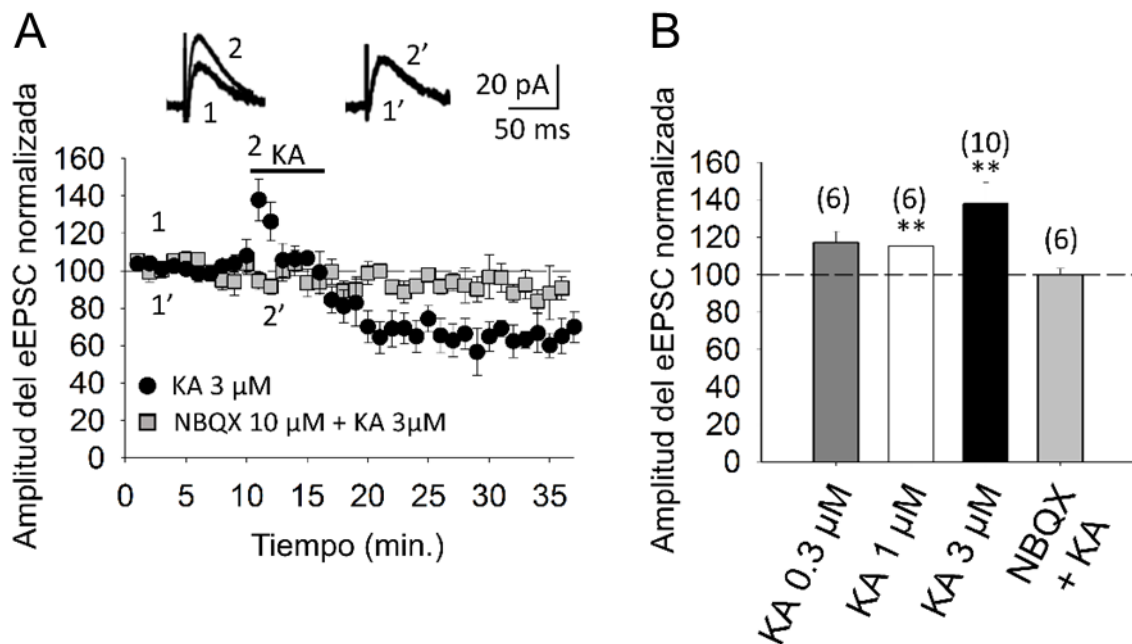 A
2
1
2'
1'
20 pA
50 ms
Amplitud del eEPSC normalizada
160
140
120
100
80
60
40
20
0
2
KA
1
1'
2'
KA 3 µM
NBQX 10 µM + KA 3µM
0 5 10 15 20 25 30 35
Tiempo (min.)
B
Amplitud del eEPSC normalizada
160
140
120
100
80
60
40
20
0
(6)
(6)
**
(10)
**
(6)
KA 0.3 µM
KA 1 µM
KA 3 µM
NBQX
+ KA